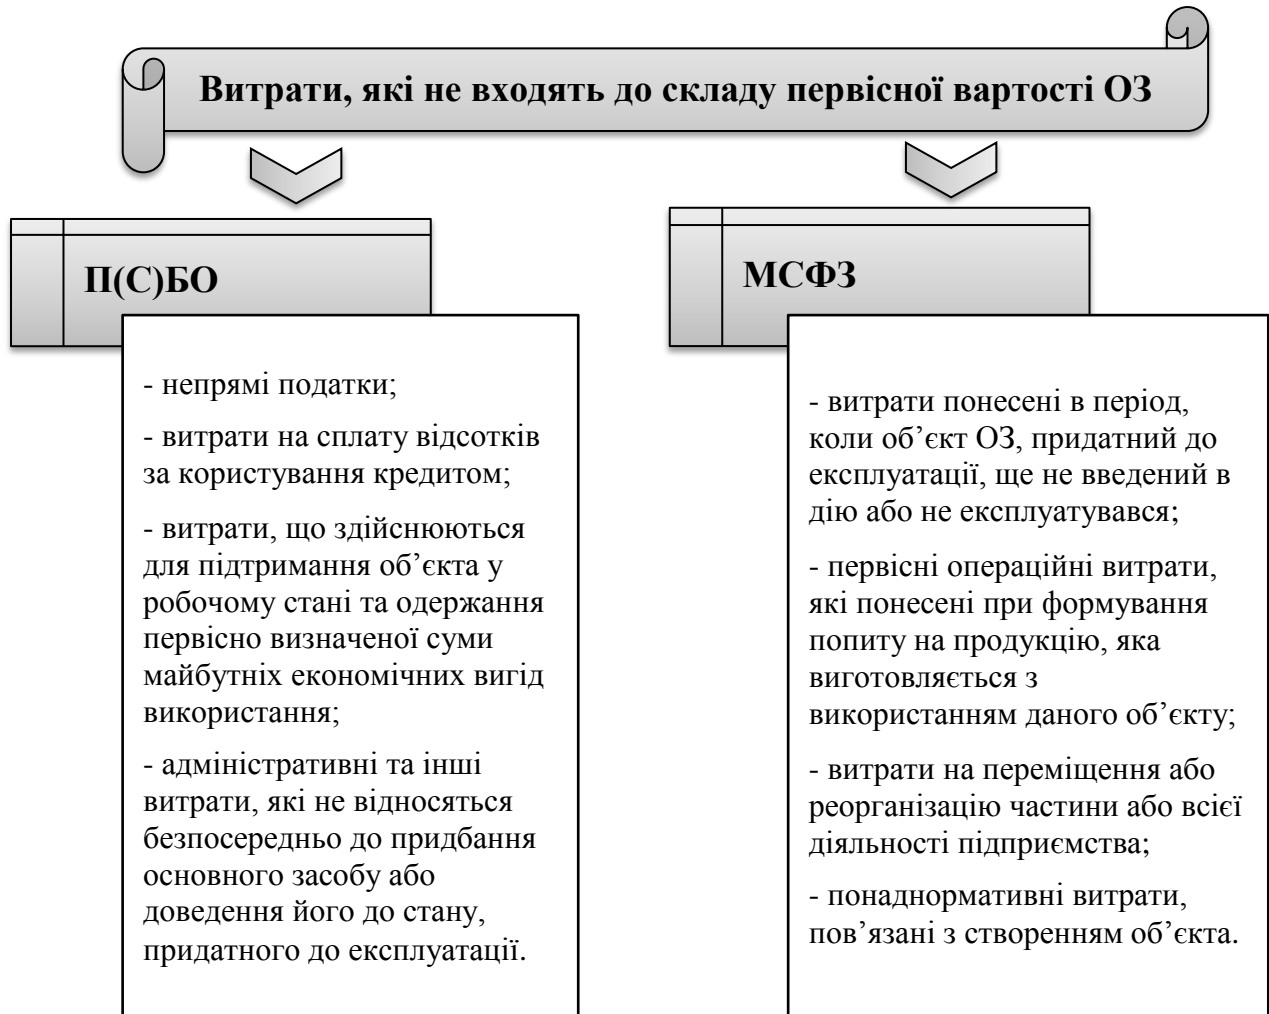 Витрати, які не входять до складу первісної вартості ОЗ
П(С)БО
- непрямі податки;
- витрати на сплату відсотків
за користування кредитом;
- витрати, що здійснюються
для підтримання об’єкта у
робочому стані та одержання
первісно визначеної суми
майбутніх економічних вигід
використання;
- адміністративні та інші
витрати, які не відносяться
безпосередньо до придбання
основного засобу або
доведення його до стану,
придатного до експлуатації.
МСФЗ
- витрати понесені в період,
коли об’єкт ОЗ, придатний до
експлуатації, ще не введений в
дію або не експлуатувався;
- первісні операційні витрати,
які понесені при формування
попиту на продукцію, яка
виготовляється з
використанням даного об’єкту;
- витрати на переміщення або
реорганізацію частини або всієї
діяльності підприємства;
- понаднормативні витрати,
пов’язані з створенням об’єкта.